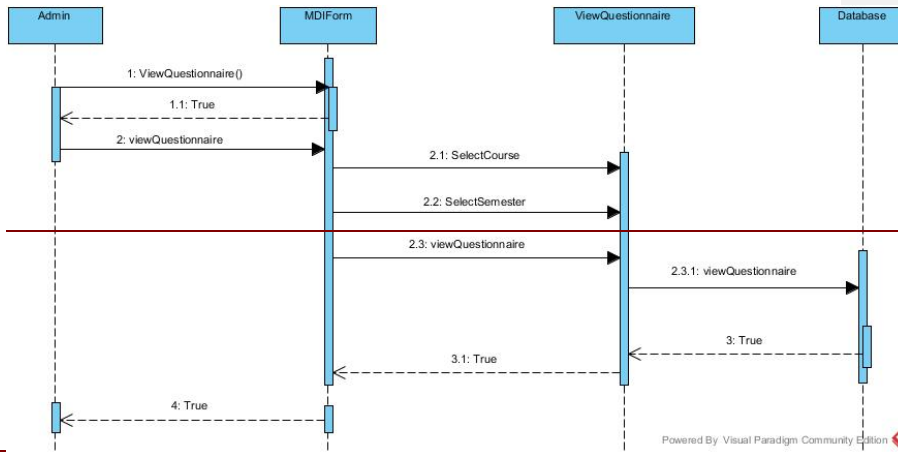 Admin
MDIForm
ViewQuestionnaire
Database
1: ViewQuestionnaire()
1.1: True
2: viewQuestionnaire
2.1: SelectCourse
2.2: SelectSemester
2.3: viewQuestionnaire
2.3.1: viewQuestionnaire
3: True
3.1: True
4: True
Powered By Visual Paradigm Community Edition